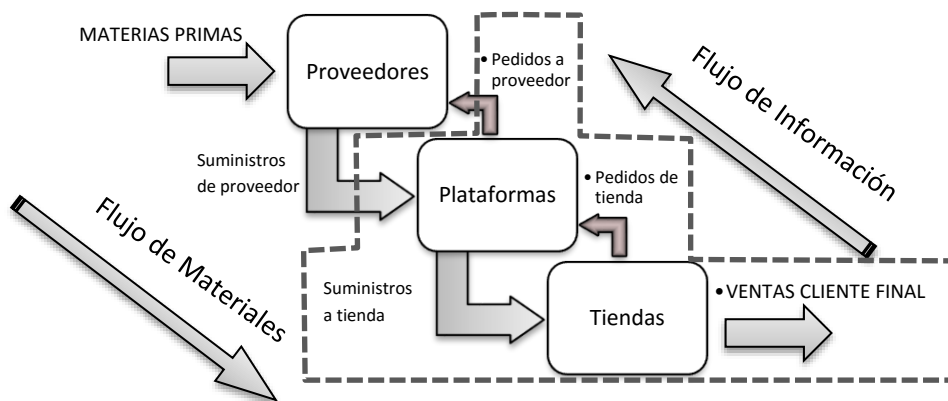 MATERIAS PRIMAS
Proveedores
• Pedidos a
proveedor
Flujo de Información
Suministros
de proveedor
Plataformas
• Pedidos de
tienda
Flujo de Materiales
Suministros
a tienda
Tiendas
• VENTAS CLIENTE FINAL